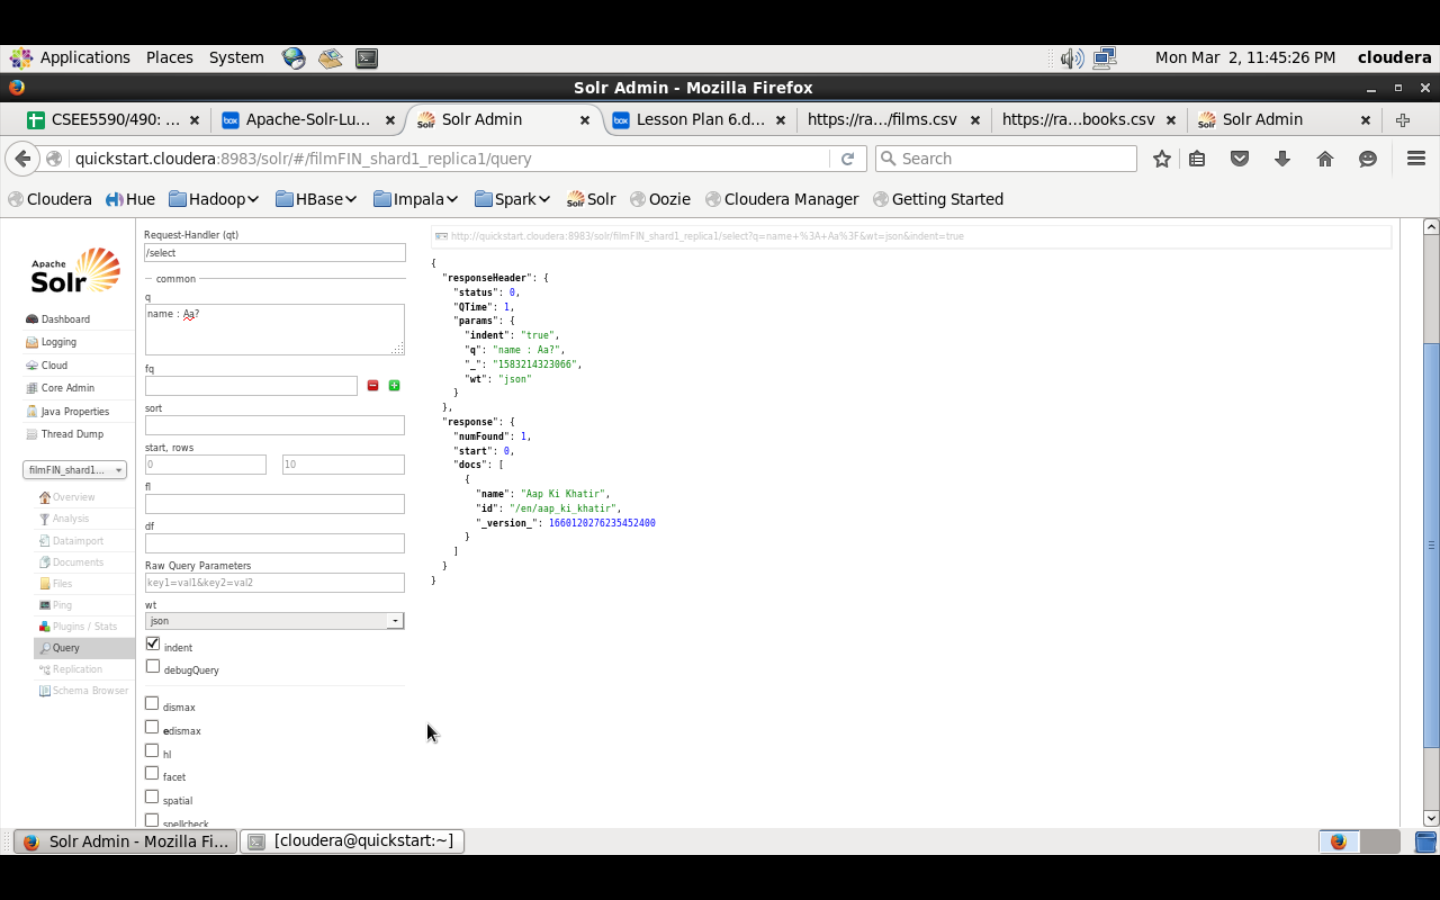 Applications Places System Mon Mar 2, 11:45:26 PM cloudera
Solr Admin - Mozilla Firefox
CSEE5590/490: ... Apache-Solr-Lu... Solr Admin Lesson Plan 6.d... https://ra.../films.csv https://ra...books.csv Solr Admin
quickstart.cloudera:8983/solr/#/filmFIN_shard1_replica1/query Search
Cloudera Hue Hadoop HBase Impala Spark Solr Oozie Cloudera Manager Getting Started
Apache
Solr
Dashboard
Logging
Cloud
Core Admin
Java Properties
Thread Dump
filmFIN_shard1...
Overview
Analysis
Dataimport
Documents
Files
Ping
Plugins / Stats
Query
Replication
Schema Browser
Request-Handler (qt)
/select
common
q
name : Aa?
fq
sort
start, rows
0 10
fl
df
Raw Query Parameters
key1=val1&key2=val2
wt
json
indent
debugQuery
dismax
edismax
hl
facet
spatial
spellcheck
http://quickstart.cloudera:8983/solr/filmFIN_shard1_replica1/select?q=name+%3A+Aa%3F&wt=json&indent=true
{
"responseHeader": {
"status": 0,
"QTime": 1,
"params": {
"indent": "true",
"q": "name : Aa?",
"_": "1583214323066",
"wt": "json"
}
},
"response": {
"numFound": 1,
"start": 0,
"docs": [
{
"name": "Aap Ki Khatir",
"id": "/en/aap_ki_khatir",
"_version_": 1660120276235452400
}
]
}
}
Solr Admin - Mozilla Fi... [cloudera@quickstart:~]